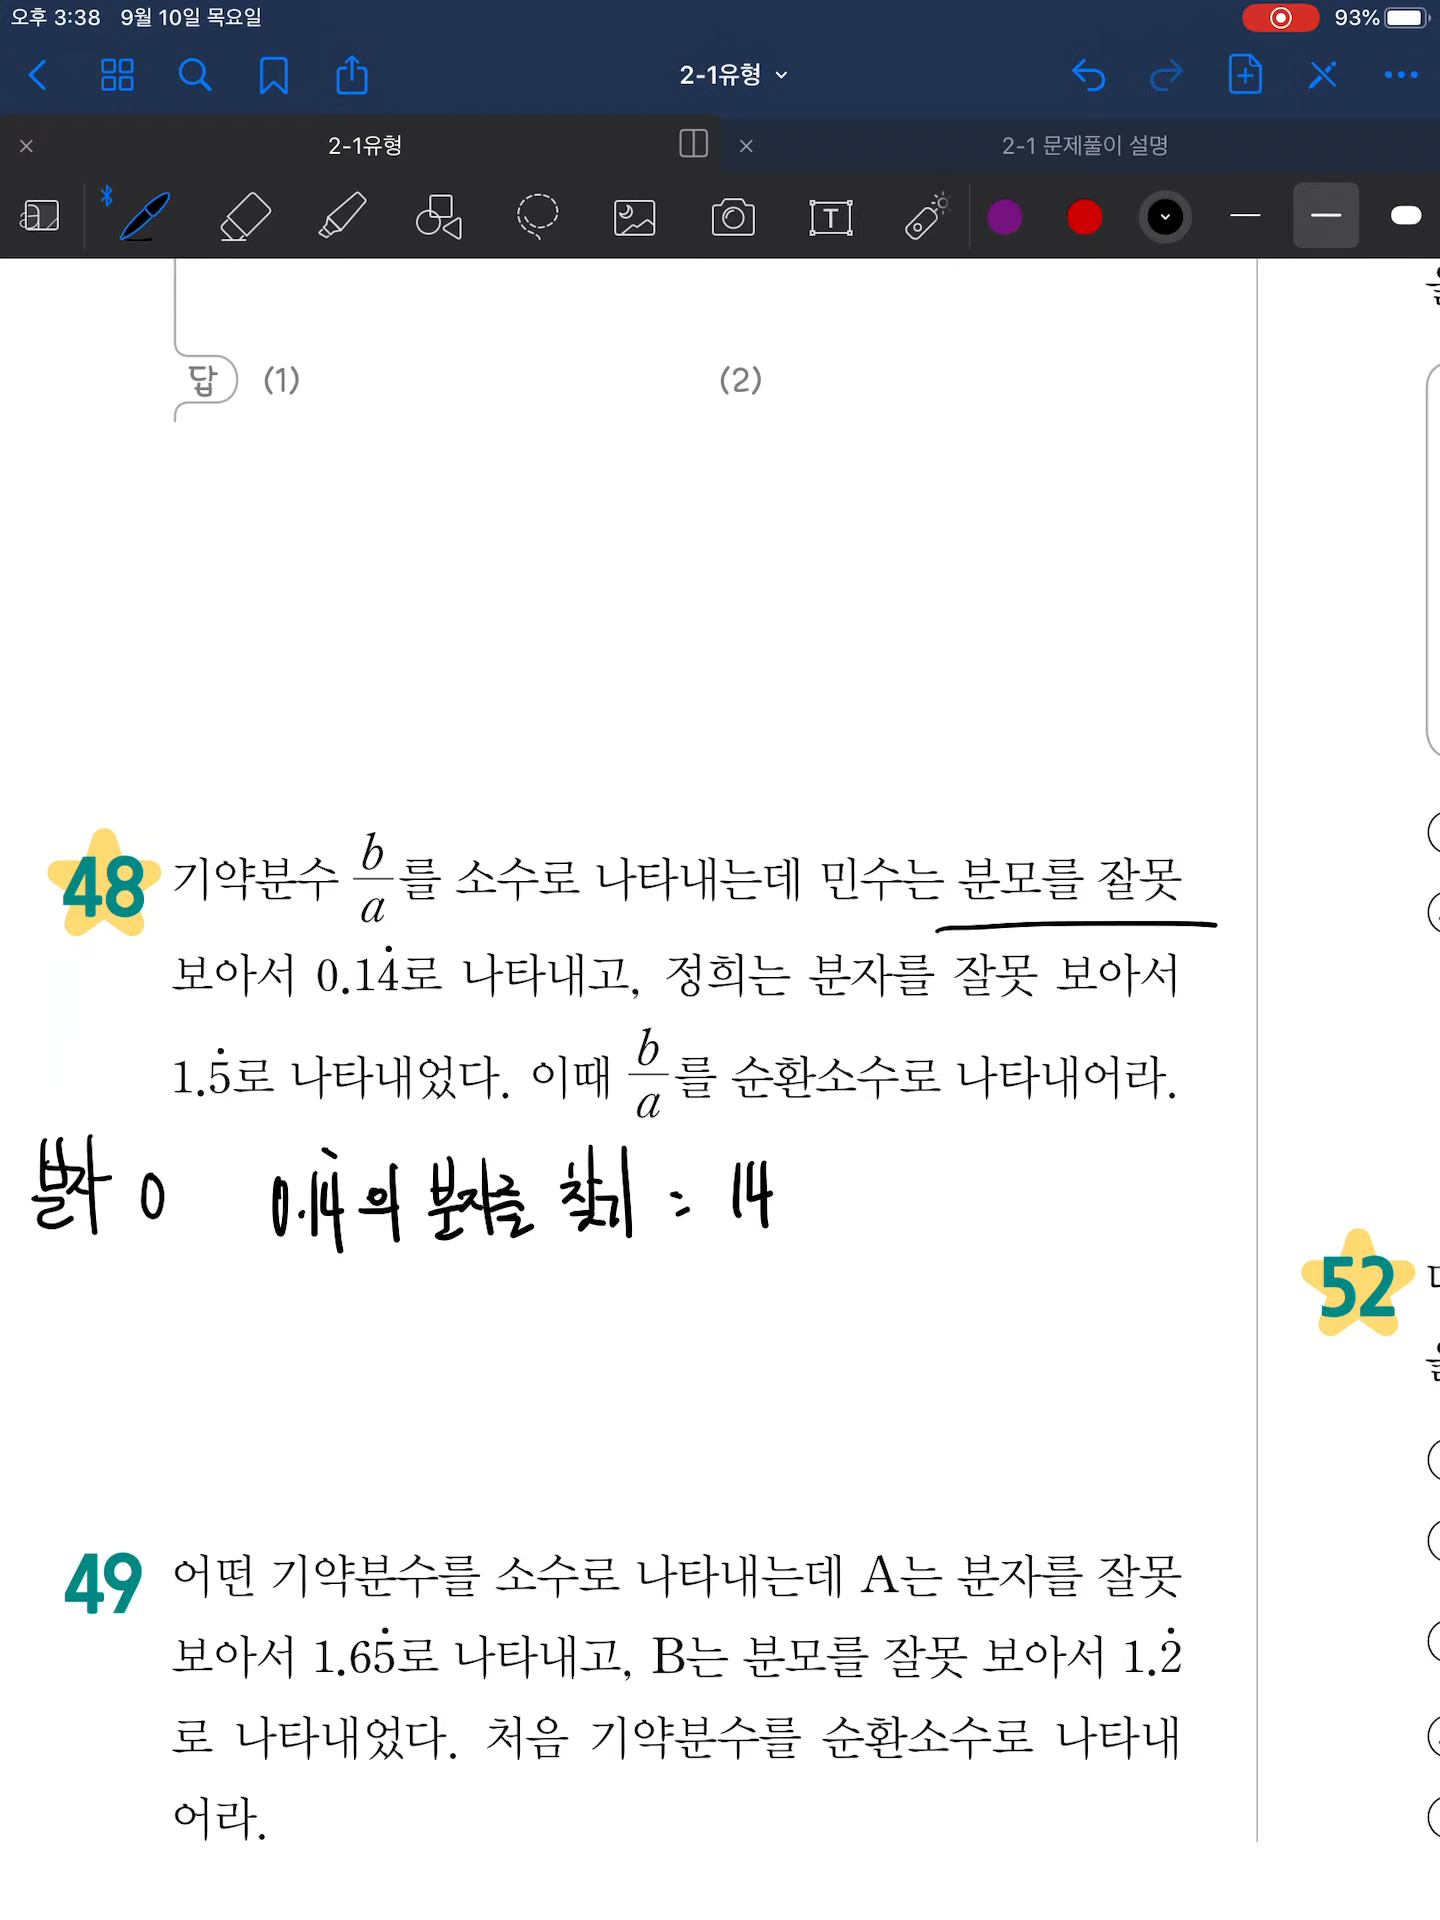 오후 3:38 9월 10일 목요일 93%
2-1유형
2-1유형 2-1 문제풀이 설명
답 (1) (2)
48 기약분수 b/a를 소수로 나타내는데 민수는 분모를 잘못
보아서 0.14̇로 나타내고, 정희는 분자를 잘못 보아서
1.5̇로 나타내었다. 이때 b/a를 순환소수로 나타내어라.
분자 0 0.14̇의 분자를 찾기 = 14
52
49 어떤 기약분수를 소수로 나타내는데 A는 분자를 잘못
보아서 1.65̇로 나타내고, B는 분모를 잘못 보아서 1.2̇
로 나타내었다. 처음 기약분수를 순환소수로 나타내
어라.